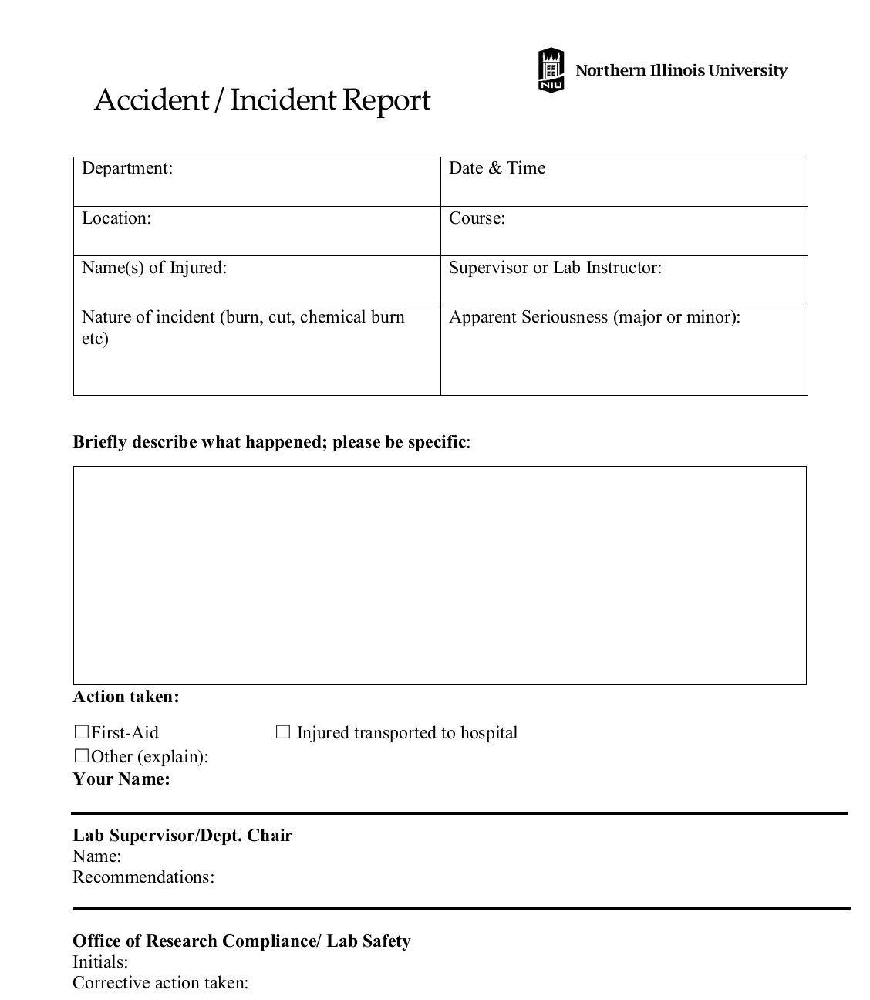 NIU
Northern Illinois University
Accident / Incident Report
Department:
Date & Time
Location:
Course:
Name(s) of Injured:
Supervisor or Lab Instructor:
Nature of incident (burn, cut, chemical burn
etc)
Apparent Seriousness (major or minor):
Briefly describe what happened; please be specific:
Action taken:
☐First-Aid
☐ Injured transported to hospital
☐Other (explain):
Your Name:
Lab Supervisor/Dept. Chair
Name:
Recommendations:
Office of Research Compliance/ Lab Safety
Initials:
Corrective action taken: